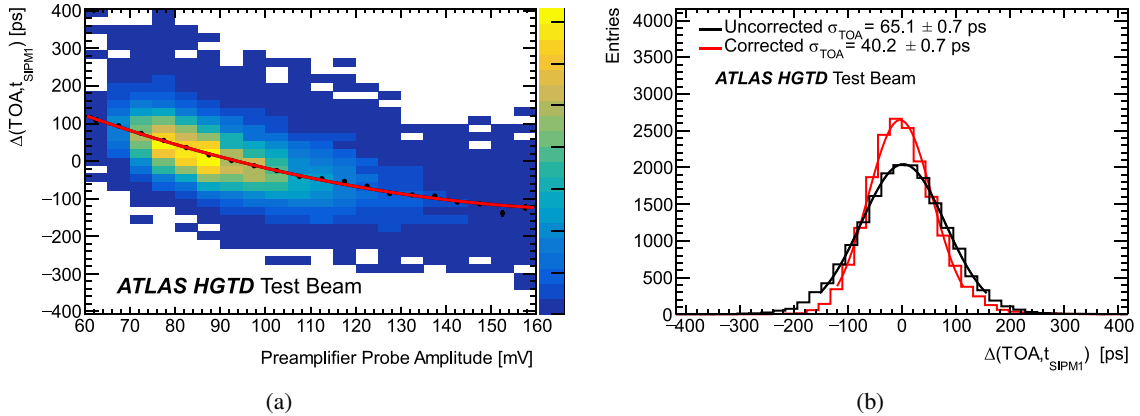 400
300
200
100
0
−100
−200
−300
−400
Δ(TOA,t_SIPM1) [ps]
ATLAS HGTD Test Beam
60 70 80 90 100 110 120 130 140 150 160
Preamplifier Probe Amplitude [mV]
(a)
Entries
4000
3500
3000
2500
2000
1500
1000
500
0
Uncorrected σ_TOA = 65.1 ± 0.7 ps
Corrected σ_TOA = 40.2 ± 0.7 ps
ATLAS HGTD Test Beam
−400 −300 −200 −100 0 100 200 300 400
Δ(TOA,t_SIPM1) [ps]
(b)